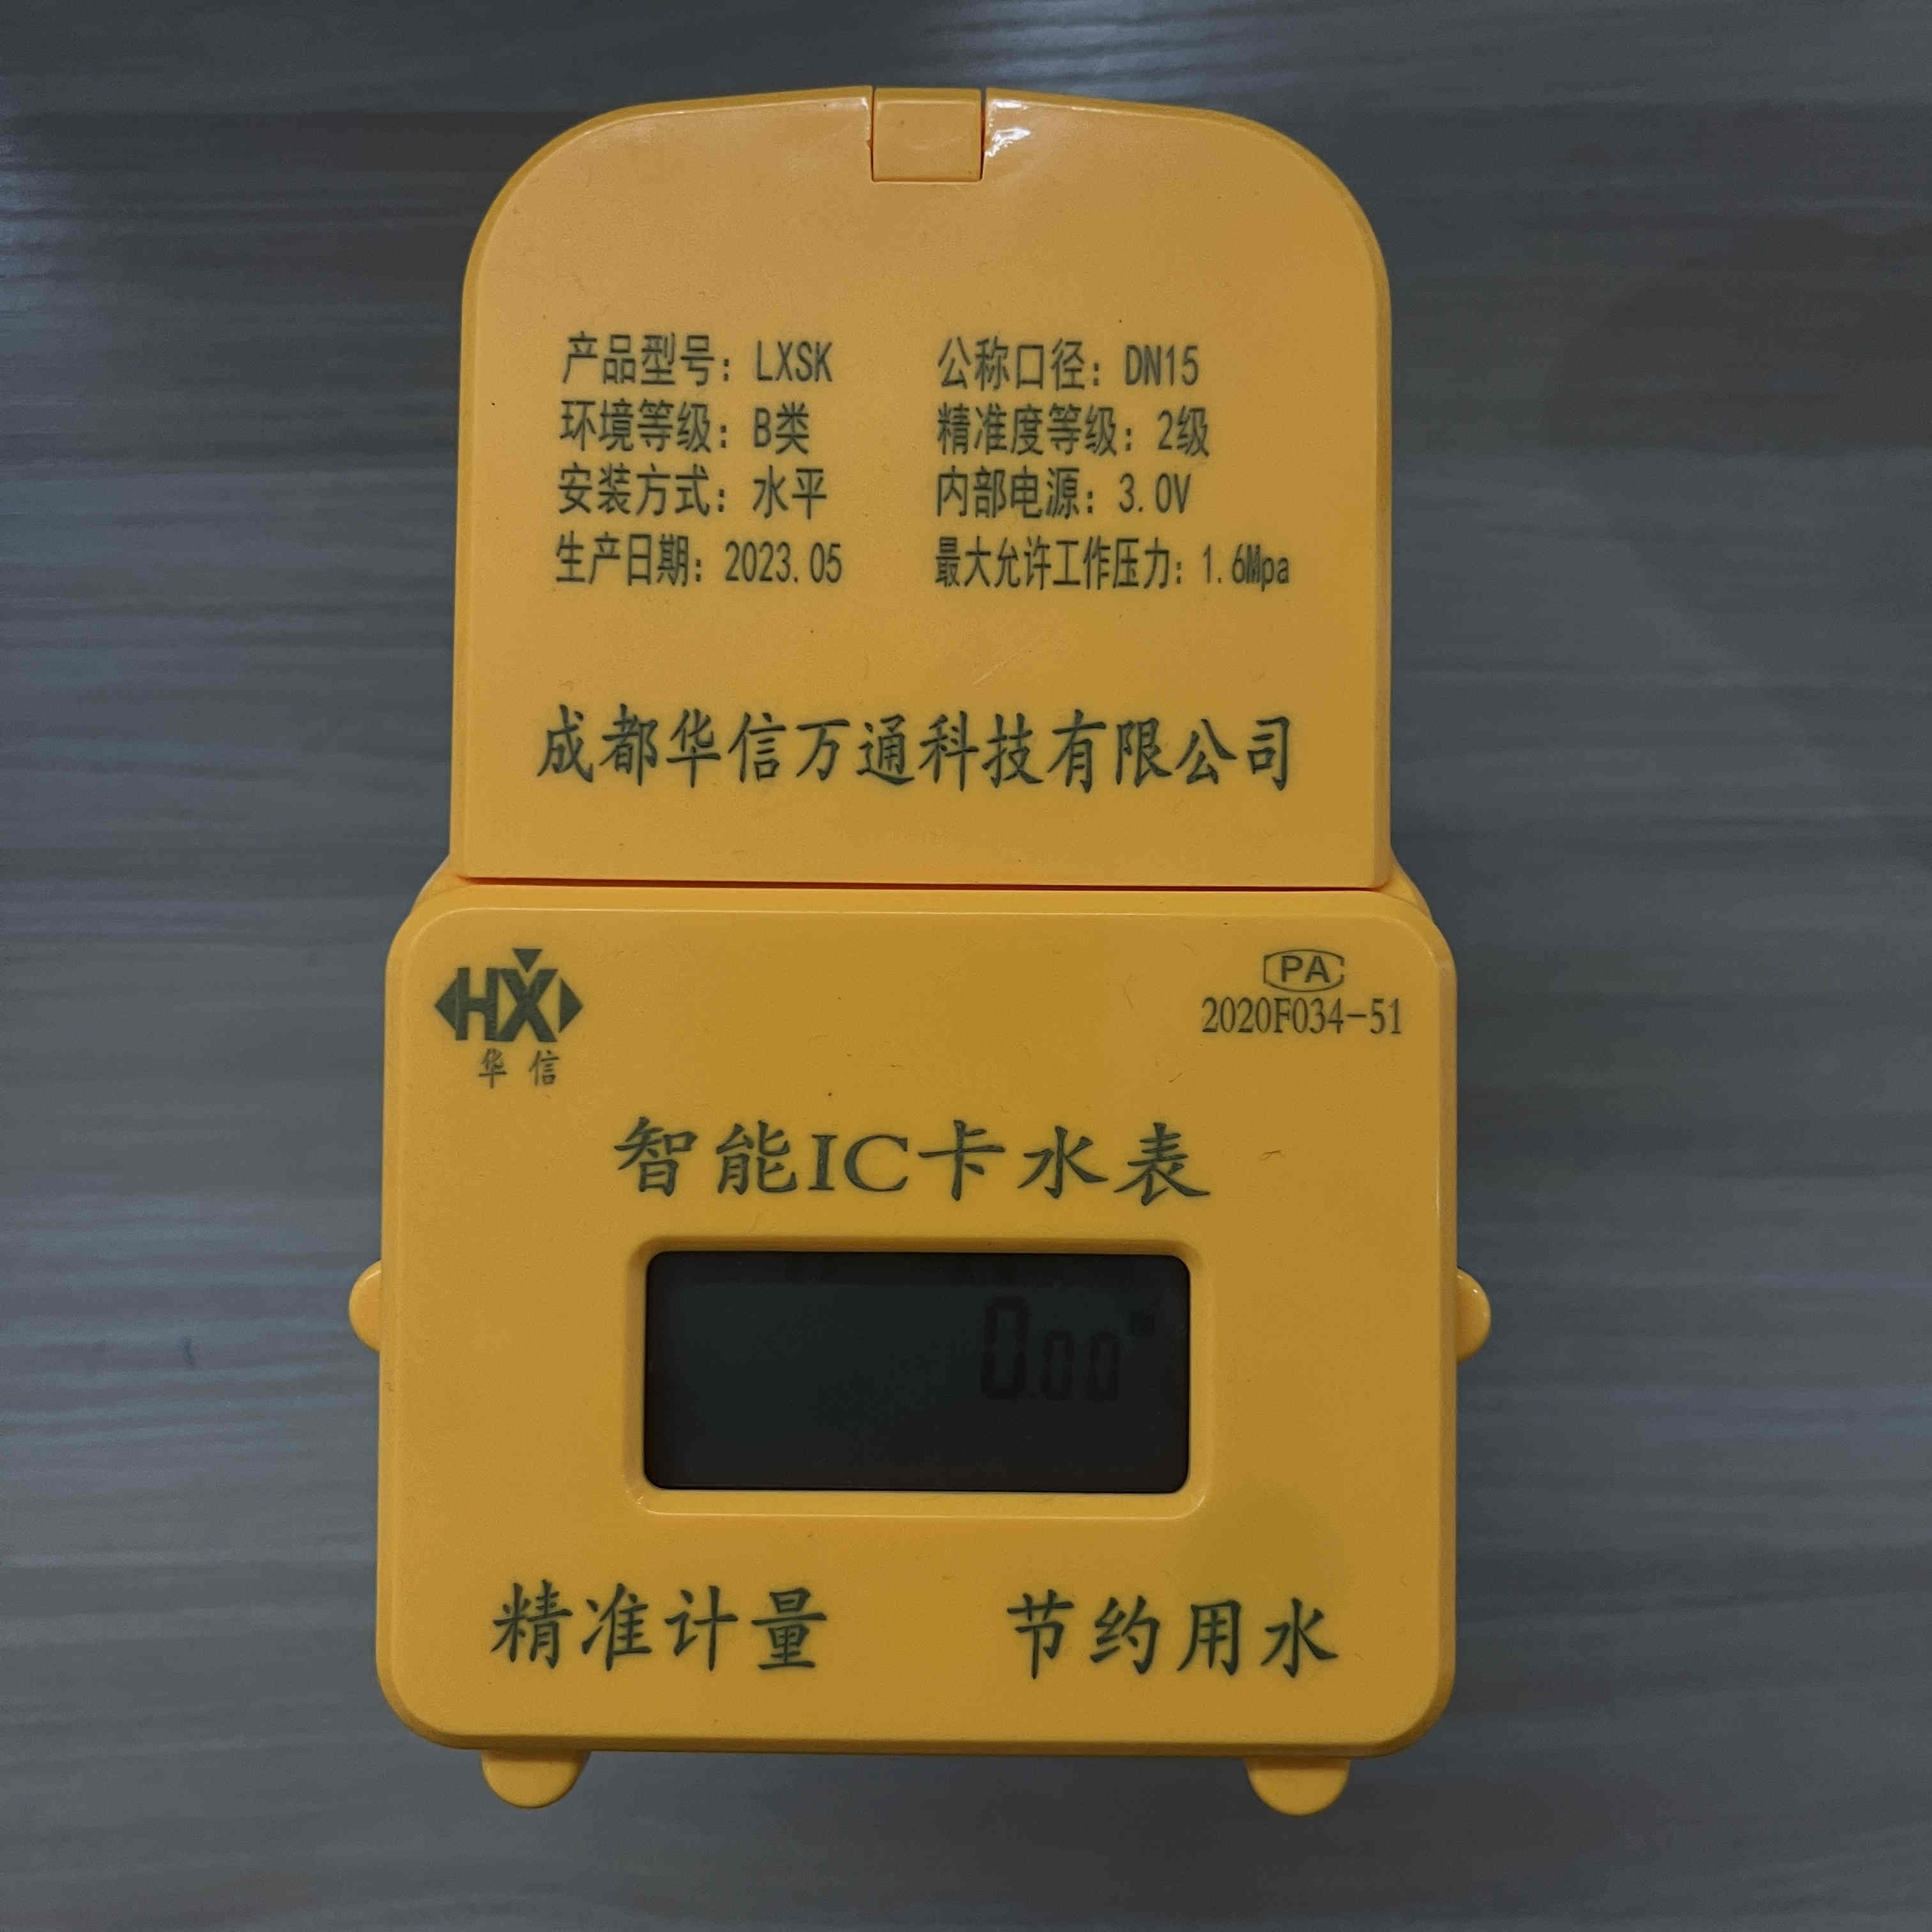 产品型号：LXSK 公称口径：DN15
环境等级：B类 精准度等级：2级
安装方式：水平 内部电源：3.0V
生产日期：2023.05 最大允许工作压力：1.6Mpa
成都华信万通科技有限公司
HX
华信
PA
2020F034-51
智能IC卡水表
0.00
精准计量 节约用水